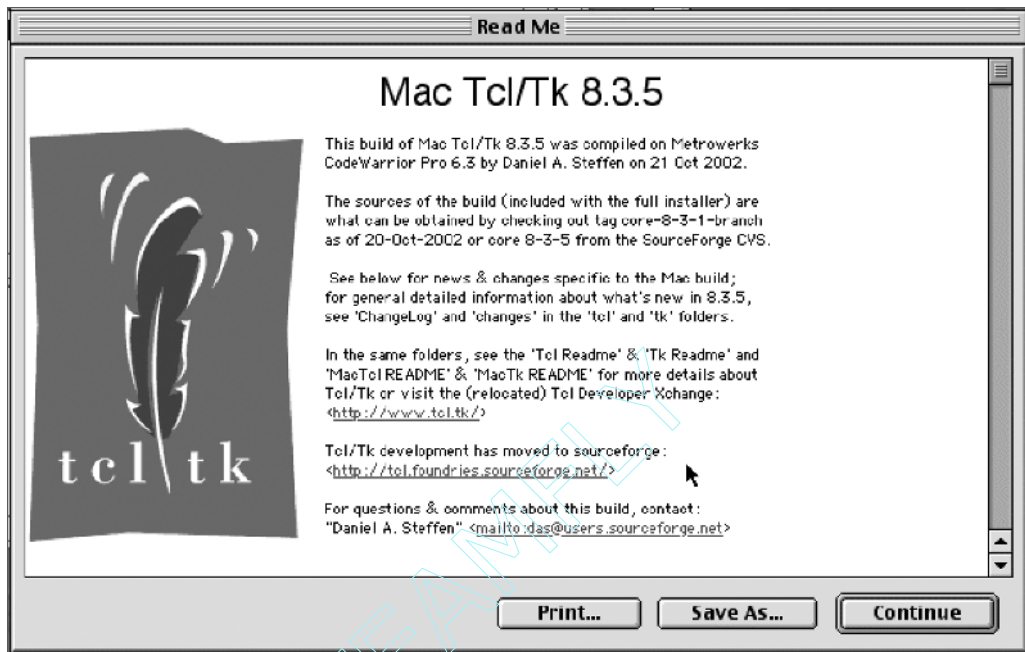 Read Me
Mac Tcl/Tk 8.3.5
This build of Mac Tcl/Tk 8.3.5 was compiled on Metrowerks
CodeWarrior Pro 6.3 by Daniel A. Steffen on 21 Oct 2002.
The sources of the build (included with the full installer) are
what can be obtained by checking out tag core-8-3-1-branch
as of 20-Oct-2002 or core 8-3-5 from the SourceForge CVS.
See below for news & changes specific to the Mac build;
for general detailed information about what's new in 8.3.5,
see 'ChangeLog' and 'changes' in the 'tcl' and 'tk' folders.
In the same folders, see the 'Tcl Readme' & 'Tk Readme' and
'MacTcl README' & 'MacTk README' for more details about
Tcl/Tk or visit the (relocated) Tcl Developer Xchange:
<http://www.tcl.tk/>
Tcl/Tk development has moved to sourceforge:
<http://tcl.foundries.sourceforge.net/>
For questions & comments about this build, contact:
"Daniel A. Steffen" <mailto:das@users.sourceforge.net>
tcl tk
Print... Save As... Continue